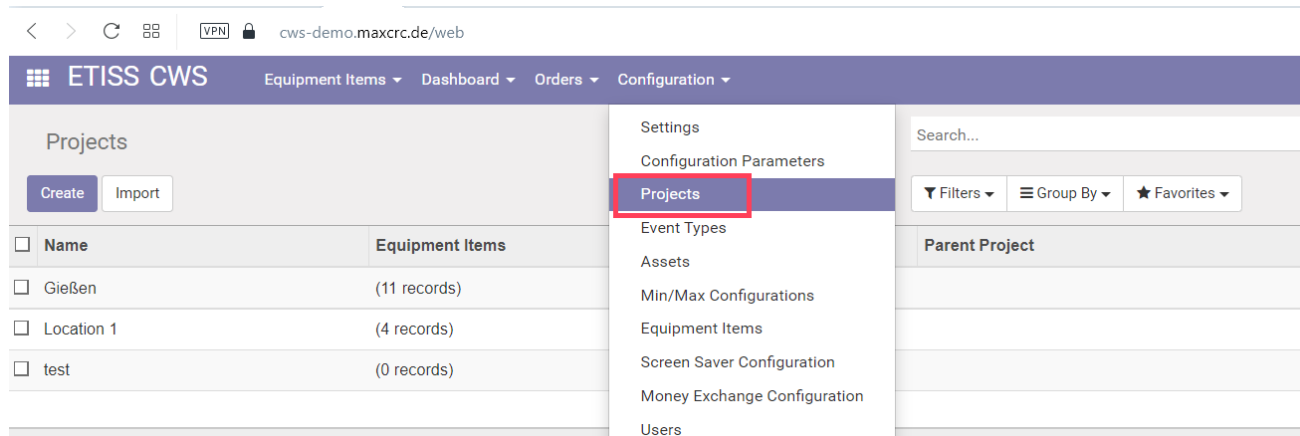 VPN cws-demo.maxcrc.de/web
ETISS CWS Equipment Items Dashboard Orders Configuration
Projects
Create Import
Settings
Configuration Parameters
Projects
Event Types
Assets
Min/Max Configurations
Equipment Items
Screen Saver Configuration
Money Exchange Configuration
Users
Search...
Filters Group By Favorites
Name Equipment Items Parent Project
Gießen (11 records)
Location 1 (4 records)
test (0 records)